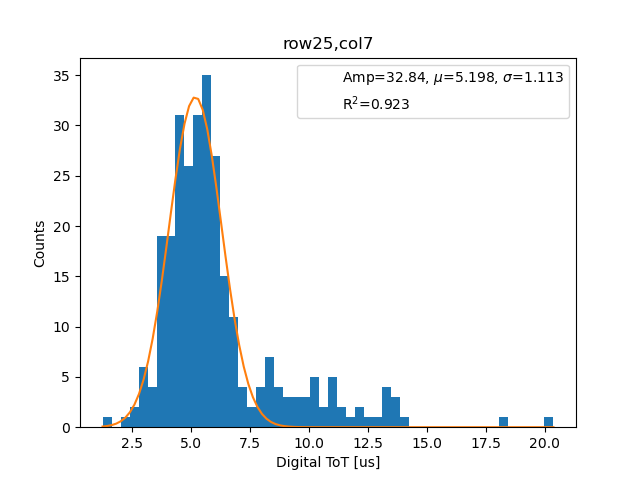 row25,col7
Amp=32.84, μ=5.198, σ=1.113
R²=0.923
35
30
25
20
15
10
5
0
Counts
2.5 5.0 7.5 10.0 12.5 15.0 17.5 20.0
Digital ToT [us]